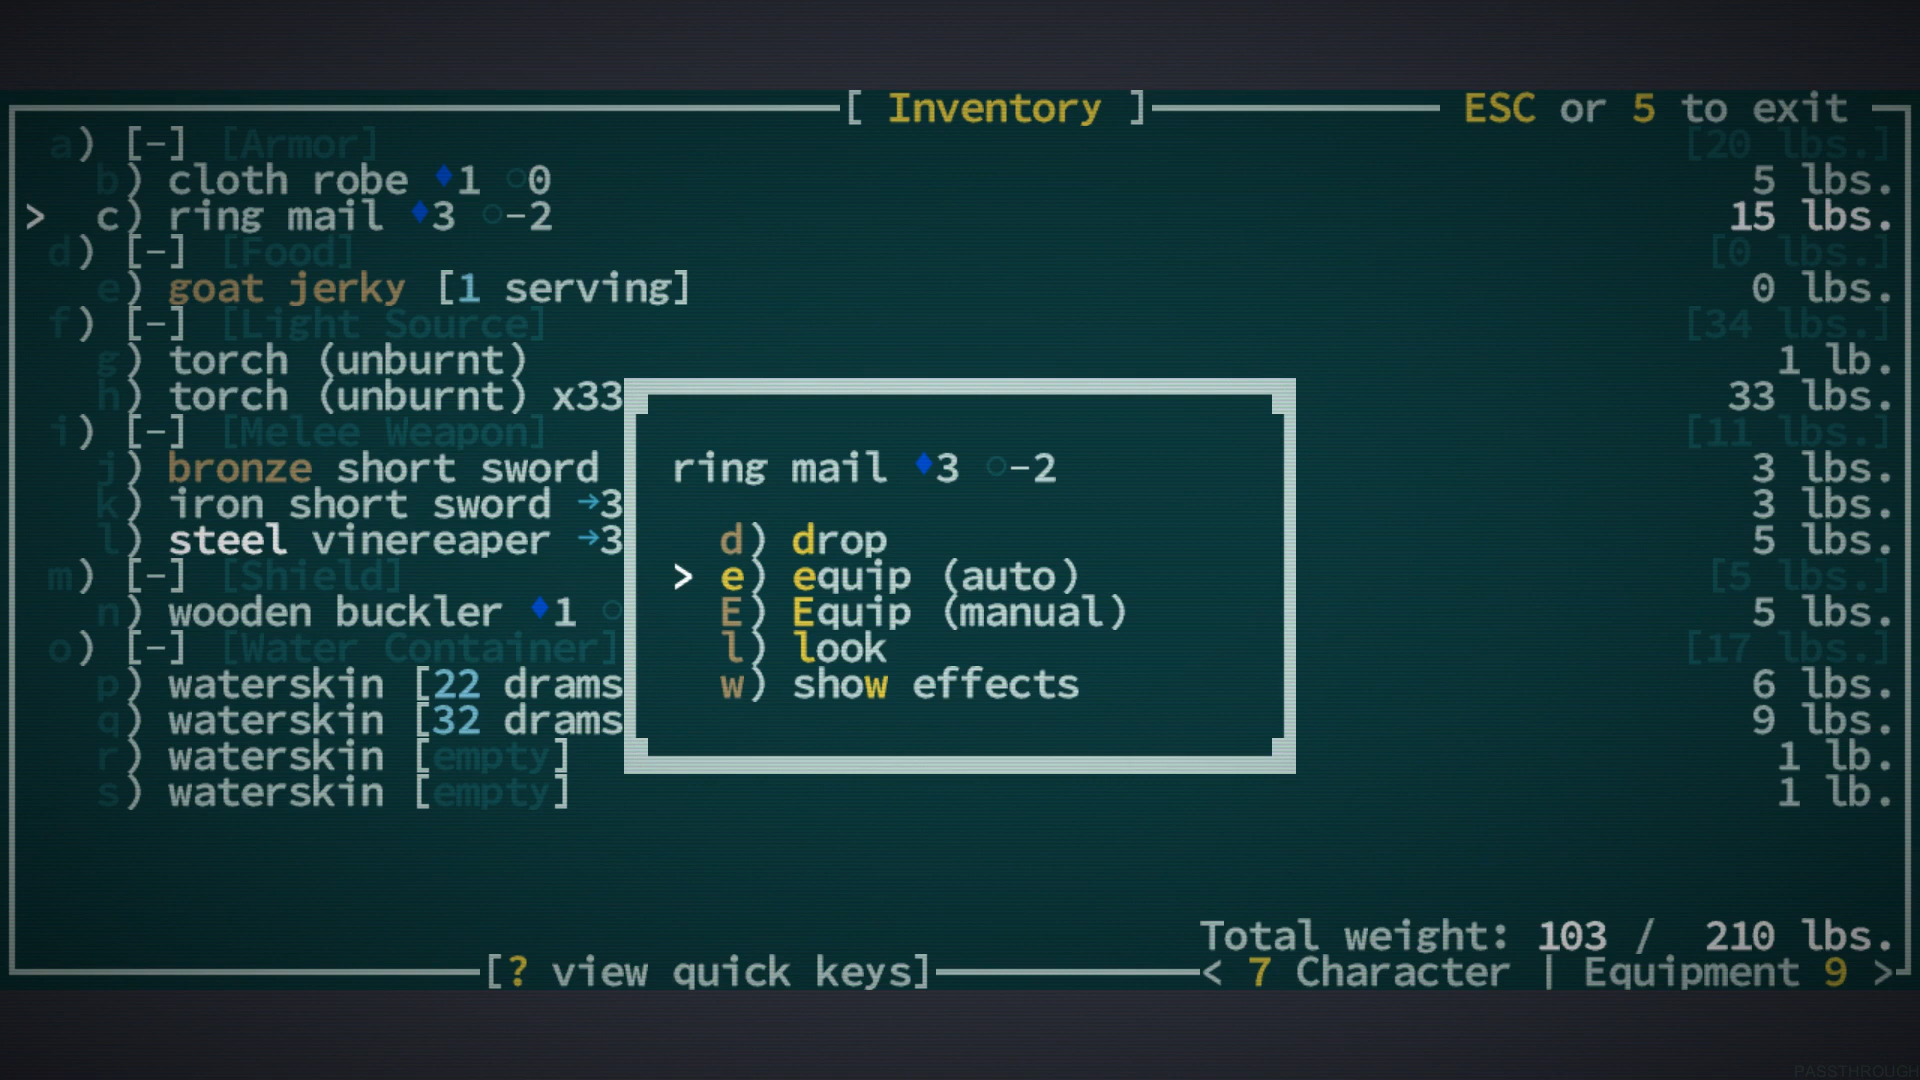 [ Inventory ] ESC or 5 to exit
a) [-] [Armor] [20 lbs.]
b) cloth robe ♦1 ○0 5 lbs.
> c) ring mail ♦3 ○-2 15 lbs.
d) [-] [Food] [0 lbs.]
e) goat jerky [1 serving] 0 lbs.
f) [-] [Light Source] [34 lbs.]
g) torch (unburnt) 1 lb.
h) torch (unburnt) x33 33 lbs.
i) [-] [Melee Weapon] [11 lbs.]
j) bronze short sword 3 lbs.
k) iron short sword →3 3 lbs.
l) steel vinereaper →3 5 lbs.
m) [-] [Shield] [5 lbs.]
n) wooden buckler ♦1 ○ 5 lbs.
o) [-] [Water Container] [17 lbs.]
p) waterskin [22 drams 6 lbs.
q) waterskin [32 drams 9 lbs.
r) waterskin [empty] 1 lb.
s) waterskin [empty] 1 lb.
ring mail ♦3 ○-2
d) drop
> e) equip (auto)
E) Equip (manual)
l) look
w) show effects
Total weight: 103 / 210 lbs.
[? view quick keys] < 7 Character | Equipment 9 >
PASSTHROUGH